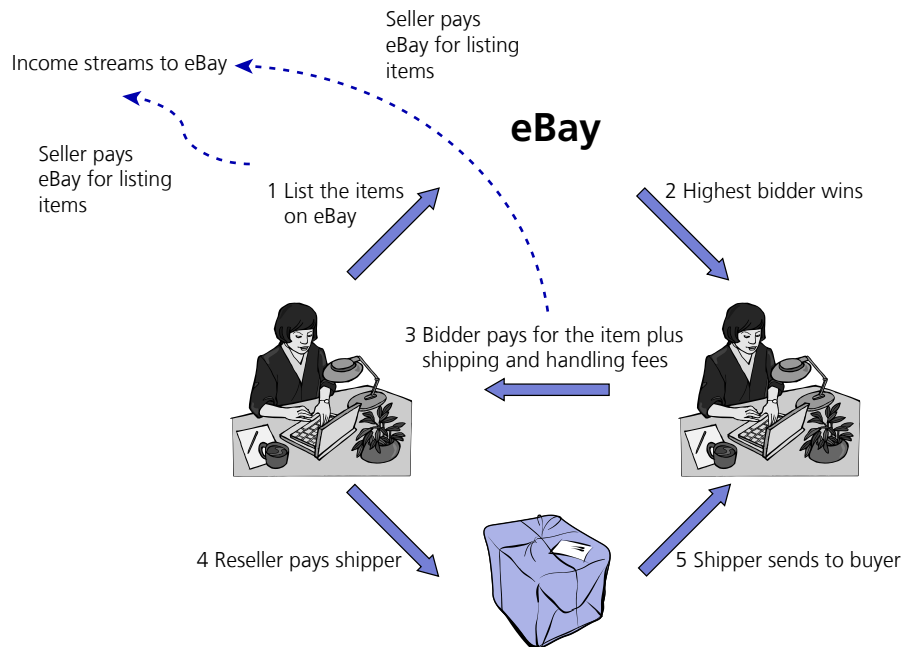 Seller pays
eBay for listing
items
Income streams to eBay
eBay
Seller pays
eBay for listing
items
1 List the items
on eBay
2 Highest bidder wins
3 Bidder pays for the item plus
shipping and handling fees
4 Reseller pays shipper
5 Shipper sends to buyer